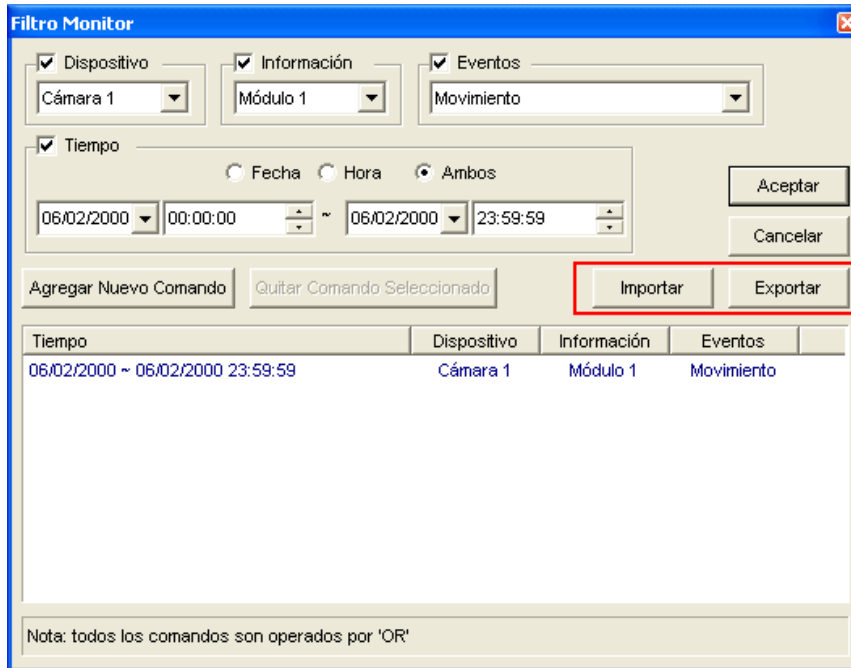 Filtro Monitor
Dispositivo Información Eventos
Cámara 1 Módulo 1 Movimiento
Tiempo
Fecha Hora Ambos
06/02/2000 00:00:00 ~ 06/02/2000 23:59:59
Aceptar
Cancelar
Agregar Nuevo Comando Quitar Comando Seleccionado Importar Exportar
Tiempo Dispositivo Información Eventos
06/02/2000 ~ 06/02/2000 23:59:59 Cámara 1 Módulo 1 Movimiento
Nota: todos los comandos son operados por 'OR'